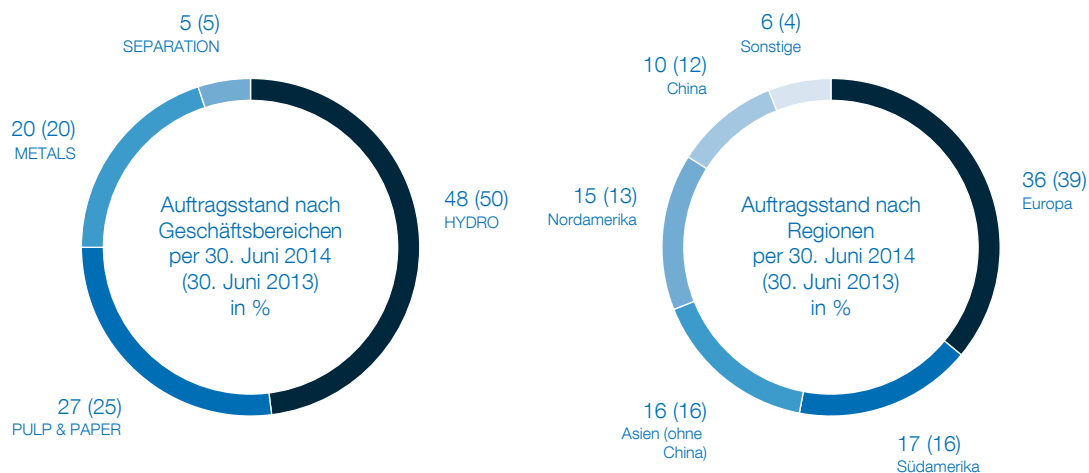 5 (5)
SEPARATION
20 (20)
METALS
48 (50)
HYDRO
27 (25)
PULP & PAPER
Auftragsstand nach
Geschäftsbereichen
per 30. Juni 2014
(30. Juni 2013)
in %
6 (4)
Sonstige
10 (12)
China
15 (13)
Nordamerika
36 (39)
Europa
16 (16)
Asien (ohne
China)
17 (16)
Südamerika
Auftragsstand nach
Regionen
per 30. Juni 2014
(30. Juni 2013)
in %